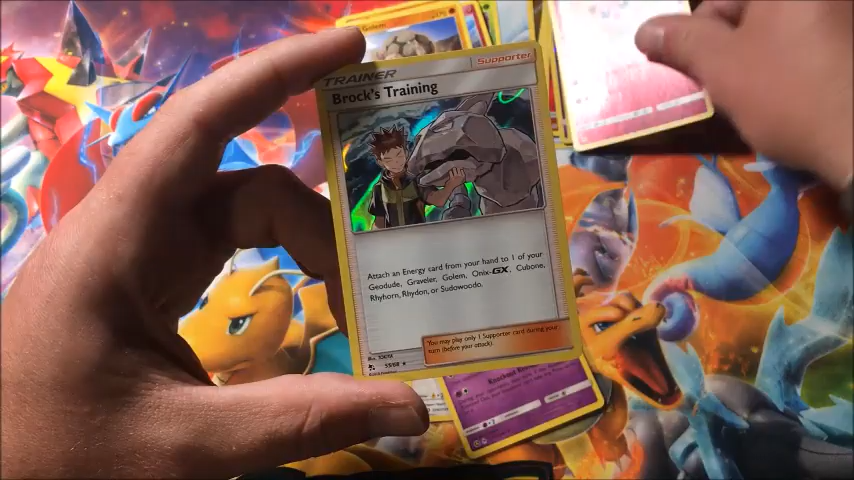 Golem
TRAINER
Supporter
Brock's Training
Attach an Energy card from your hand to 1 of your
Geodude, Graveler, Golem, Onix-GX, Cubone,
Rhyhorn, Rhydon, or Sudowoodo.
You may play only 1 Supporter card during your
turn (before your attack).
55/68